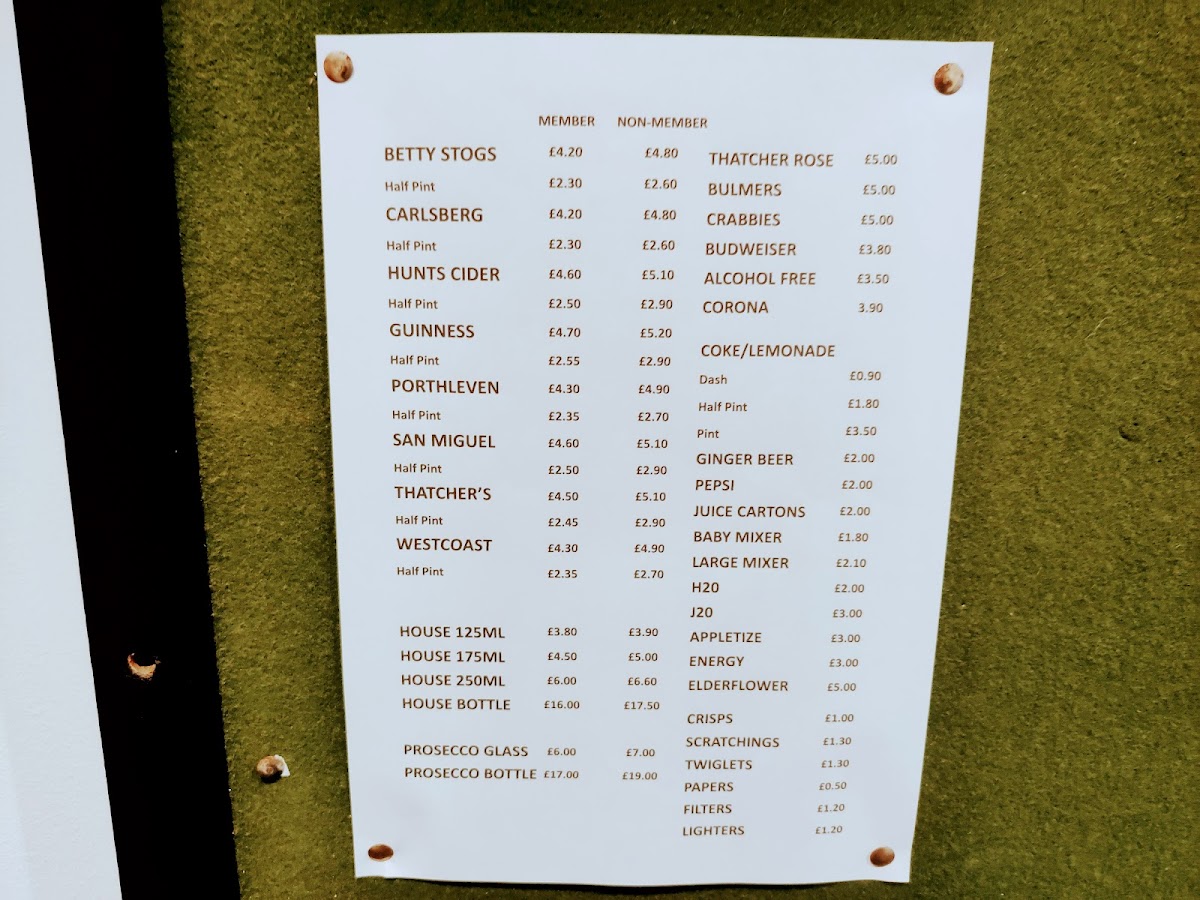 MEMBER NON-MEMBER
BETTY STOGS £4.20 £4.80
Half Pint £2.30 £2.60
CARLSBERG £4.20 £4.80
Half Pint £2.30 £2.60
HUNTS CIDER £4.60 £5.10
Half Pint £2.50 £2.90
GUINNESS £4.70 £5.20
Half Pint £2.55 £2.90
PORTHLEVEN £4.30 £4.90
Half Pint £2.35 £2.70
SAN MIGUEL £4.60 £5.10
Half Pint £2.50 £2.90
THATCHER'S £4.50 £5.10
Half Pint £2.45 £2.90
WESTCOAST £4.30 £4.90
Half Pint £2.35 £2.70
HOUSE 125ML £3.80 £3.90
HOUSE 175ML £4.50 £5.00
HOUSE 250ML £6.00 £6.60
HOUSE BOTTLE £16.00 £17.50
PROSECCO GLASS £6.00 £7.00
PROSECCO BOTTLE £17.00 £19.00
THATCHER ROSE £5.00
BULMERS £5.00
CRABBIES £5.00
BUDWEISER £3.80
ALCOHOL FREE £3.50
CORONA 3.90
COKE/LEMONADE
Dash £0.90
Half Pint £1.80
Pint £3.50
GINGER BEER £2.00
PEPSI £2.00
JUICE CARTONS £2.00
BABY MIXER £1.80
LARGE MIXER £2.10
H20 £2.00
J20 £3.00
APPLETIZE £3.00
ENERGY £3.00
ELDERFLOWER £5.00
CRISPS £1.00
SCRATCHINGS £1.30
TWIGLETS £1.30
PAPERS £0.50
FILTERS £1.20
LIGHTERS £1.20